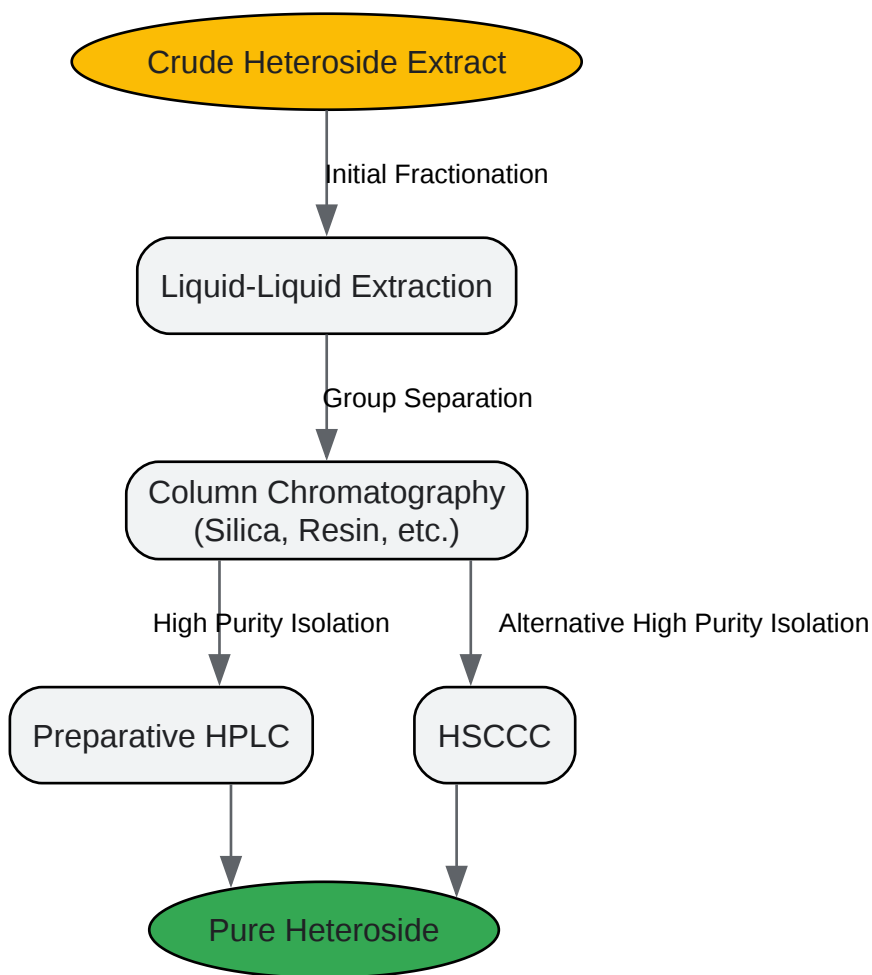 Crude Heteroside Extract
Initial Fractionation
Liquid-Liquid Extraction
Group Separation
Column Chromatography
(Silica, Resin, etc.)
High Purity Isolation
Alternative High Purity Isolation
Preparative HPLC
HSCCC
Pure Heteroside